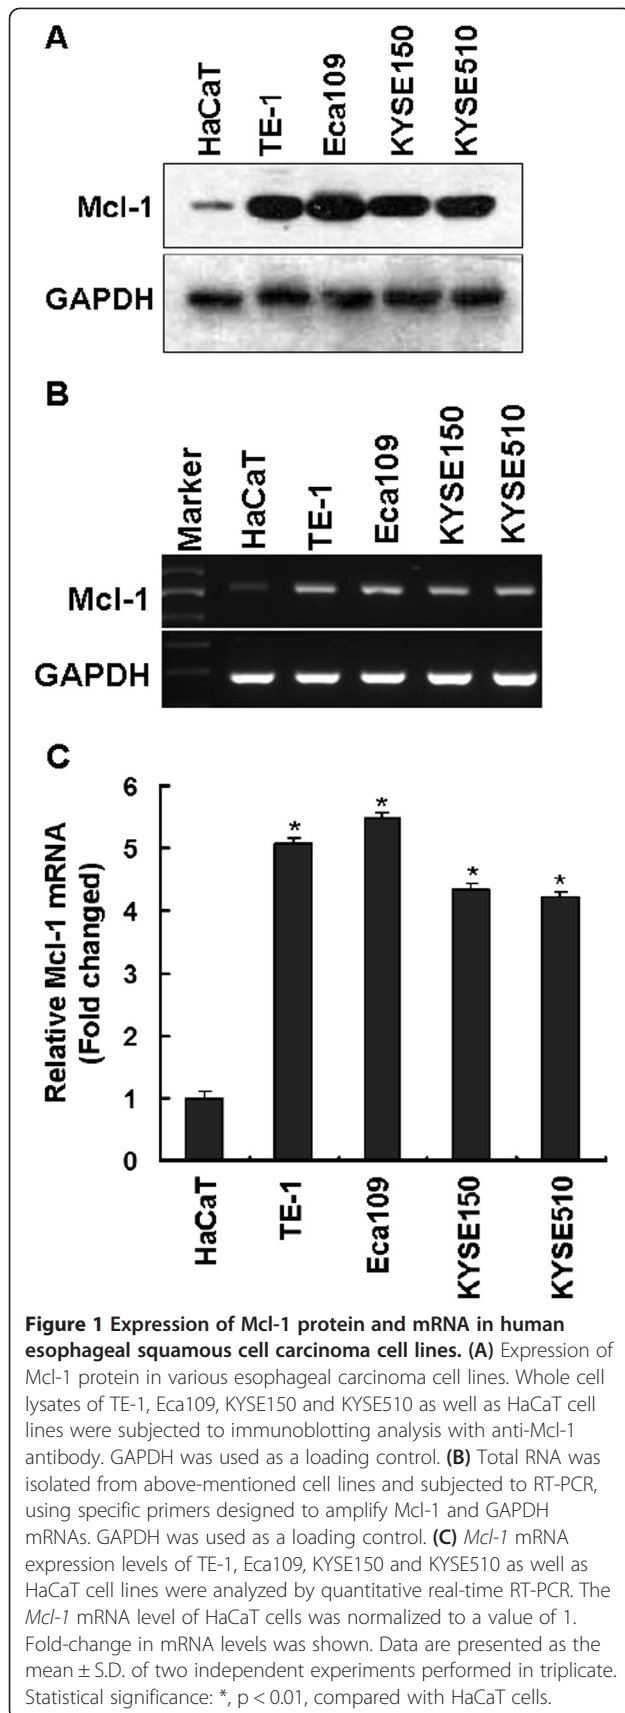 A
HaCaT
TE-1
Eca109
KYSE150
KYSE510
Mcl-1
GAPDH
B
Marker
HaCaT
TE-1
Eca109
KYSE150
KYSE510
Mcl-1
GAPDH
C
Relative Mcl-1 mRNA
(Fold changed)
6
5
4
3
2
1
0
*
*
*
*
HaCaT
TE-1
Eca109
KYSE150
KYSE510
Figure 1 Expression of Mcl-1 protein and mRNA in human
esophageal squamous cell carcinoma cell lines. (A) Expression of
Mcl-1 protein in various esophageal carcinoma cell lines. Whole cell
lysates of TE-1, Eca109, KYSE150 and KYSE510 as well as HaCaT cell
lines were subjected to immunoblotting analysis with anti-Mcl-1
antibody. GAPDH was used as a loading control. (B) Total RNA was
isolated from above-mentioned cell lines and subjected to RT-PCR,
using specific primers designed to amplify Mcl-1 and GAPDH
mRNAs. GAPDH was used as a loading control. (C) Mcl-1 mRNA
expression levels of TE-1, Eca109, KYSE150 and KYSE510 as well as
HaCaT cell lines were analyzed by quantitative real-time RT-PCR. The
Mcl-1 mRNA level of HaCaT cells was normalized to a value of 1.
Fold-change in mRNA levels was shown. Data are presented as the
mean ± S.D. of two independent experiments performed in triplicate.
Statistical significance: *, p < 0.01, compared with HaCaT cells.